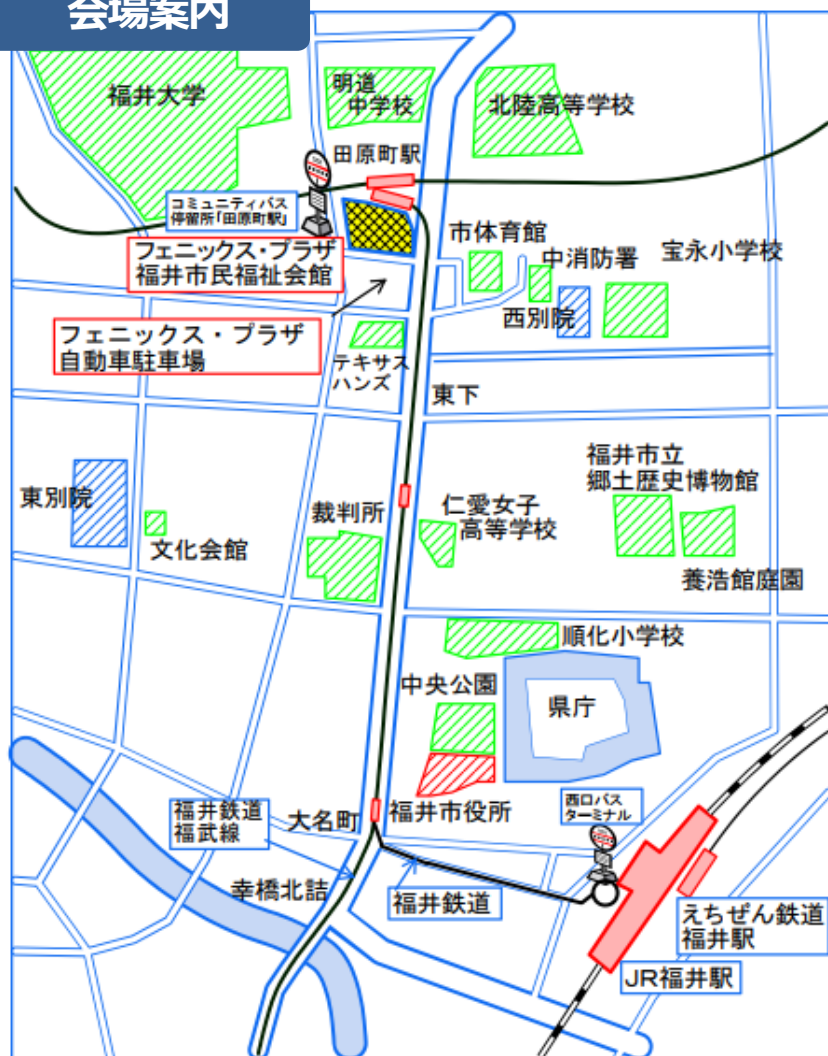 会場案内
福井大学
明道
中学校
北陸高等学校
田原町駅
コミュニティバス
停留所「田原町駅」
フェニックス・プラザ
福井市民福祉会館
市体育館
中消防署
宝永小学校
西別院
フェニックス・プラザ
自動車駐車場
テキサス
ハンズ
東下
福井市立
郷土歴史博物館
東別院
文化会館
裁判所
仁愛女子
高等学校
養浩館庭園
順化小学校
中央公園
県庁
福井鉄道
福武線
大名町
福井市役所
西口バス
ターミナル
幸橋北詰
福井鉄道
えちぜん鉄道
福井駅
JR福井駅